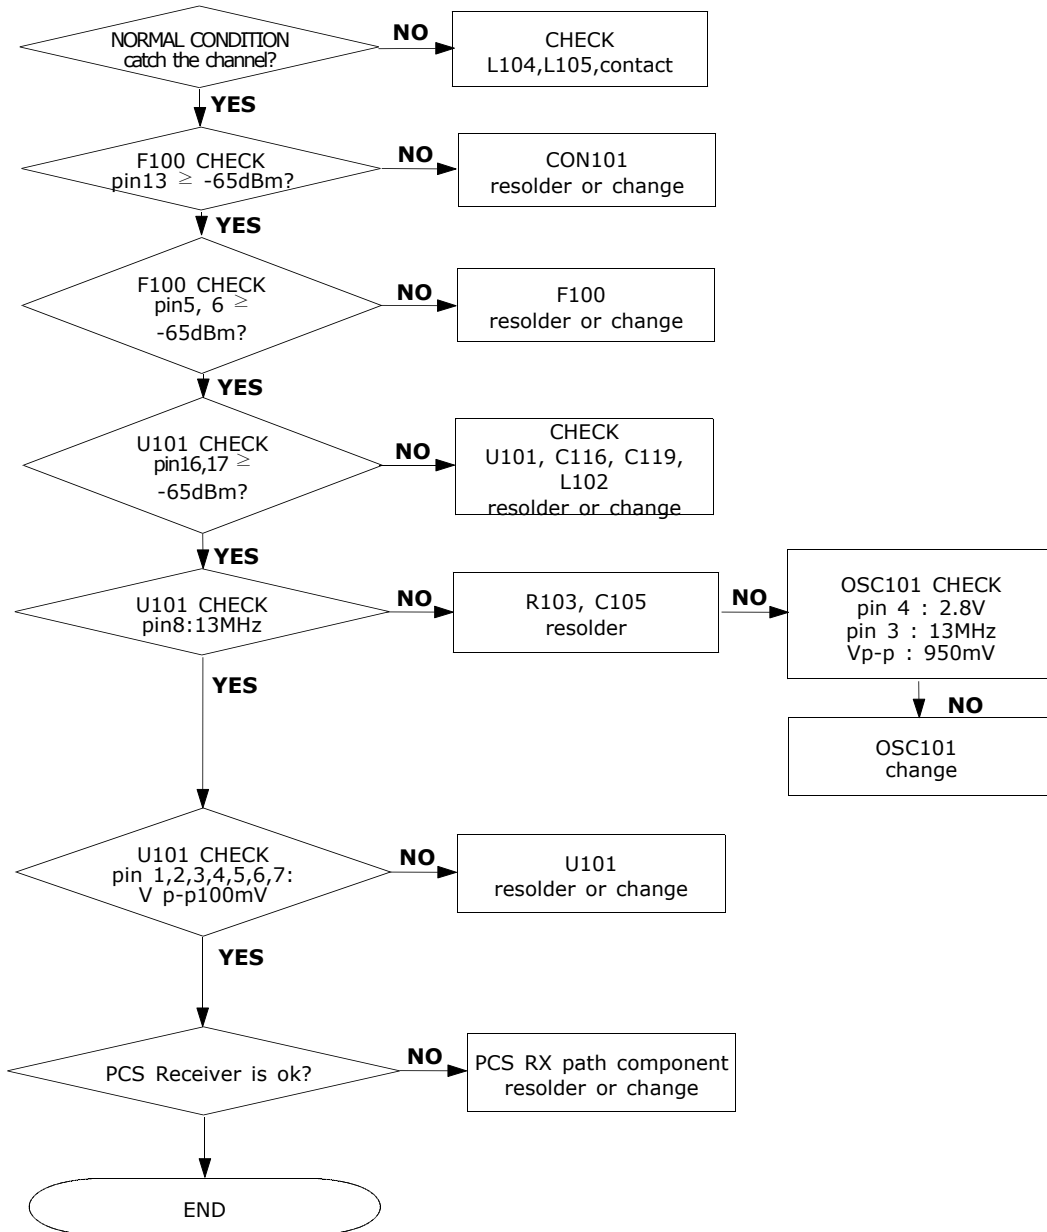 NORMAL CONDITION
catch the channel?
NO
CHECK
L104,L105,contact
YES
F100 CHECK
pin13 ≥ -65dBm?
NO
CON101
resolder or change
YES
F100 CHECK
pin5, 6 ≥
-65dBm?
NO
F100
resolder or change
YES
U101 CHECK
pin16,17 ≥
-65dBm?
NO
CHECK
U101, C116, C119,
L102
resolder or change
YES
U101 CHECK
pin8:13MHz
NO
R103, C105
resolder
NO
OSC101 CHECK
pin 4 : 2.8V
pin 3 : 13MHz
Vp-p : 950mV
NO
OSC101
change
YES
U101 CHECK
pin 1,2,3,4,5,6,7:
V p-p100mV
NO
U101
resolder or change
YES
PCS Receiver is ok?
NO
PCS RX path component
resolder or change
END